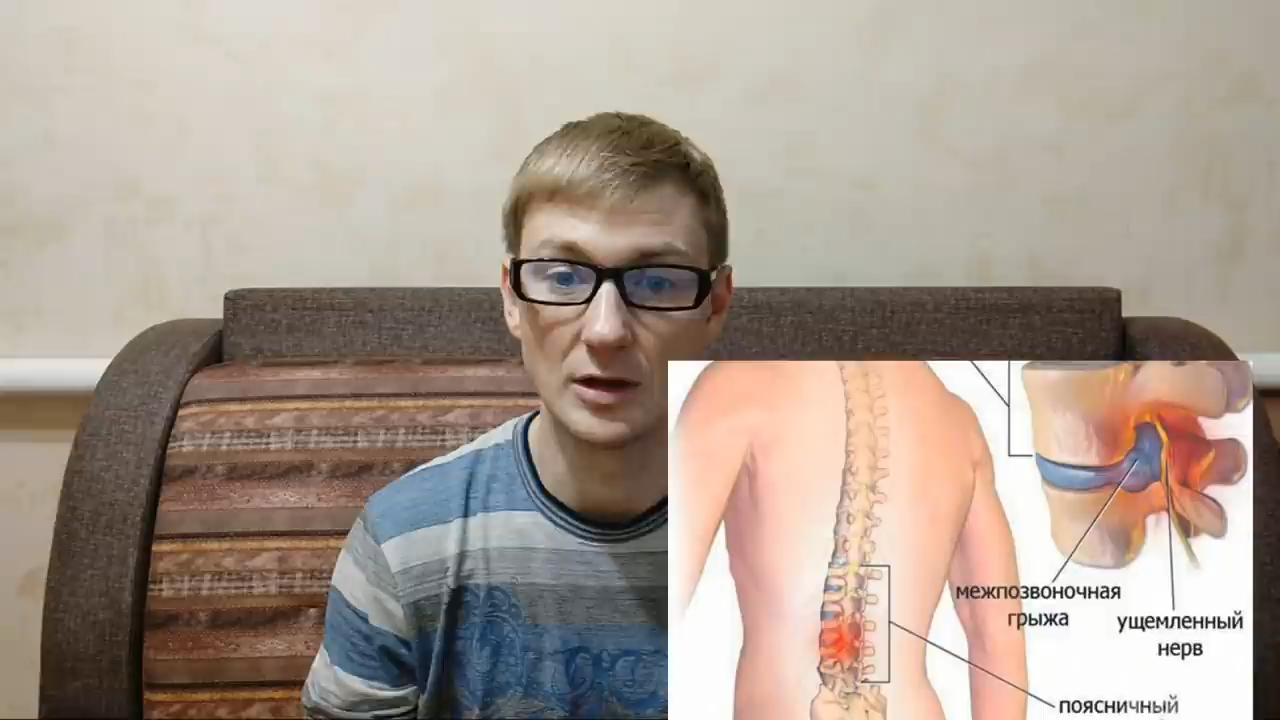 межпозвоночная
грыжа
ущемленный
нерв
поясничный